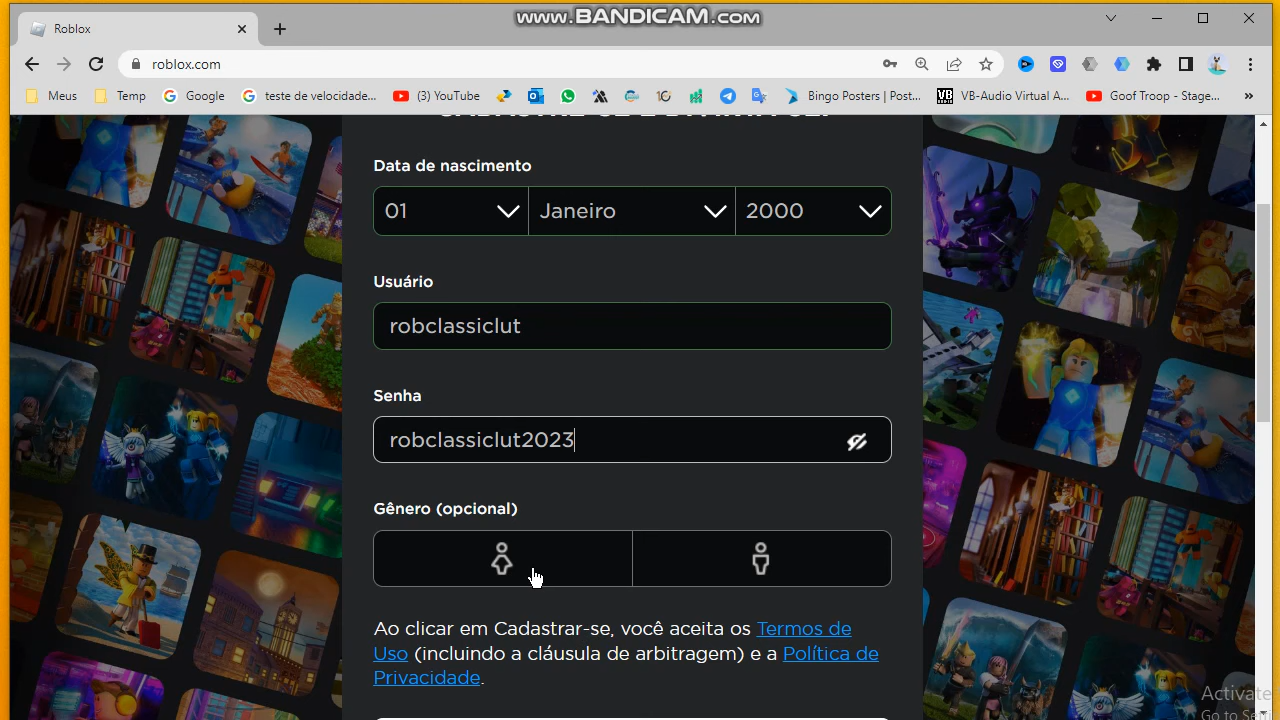 www.BANDICAM.com
Roblox
roblox.com
Meus
Temp
Google
teste de velocidade...
(3) YouTube
Bingo Posters | Post...
VB-Audio Virtual A...
Goof Troop - Stage...
»
Data de nascimento
01
Janeiro
2000
Usuário
robclassiclut
Senha
robclassiclut2023
Gênero (opcional)
Ao clicar em Cadastrar-se, você aceita os Termos de
Uso (incluindo a cláusula de arbitragem) e a Política de
Privacidade.
Activate